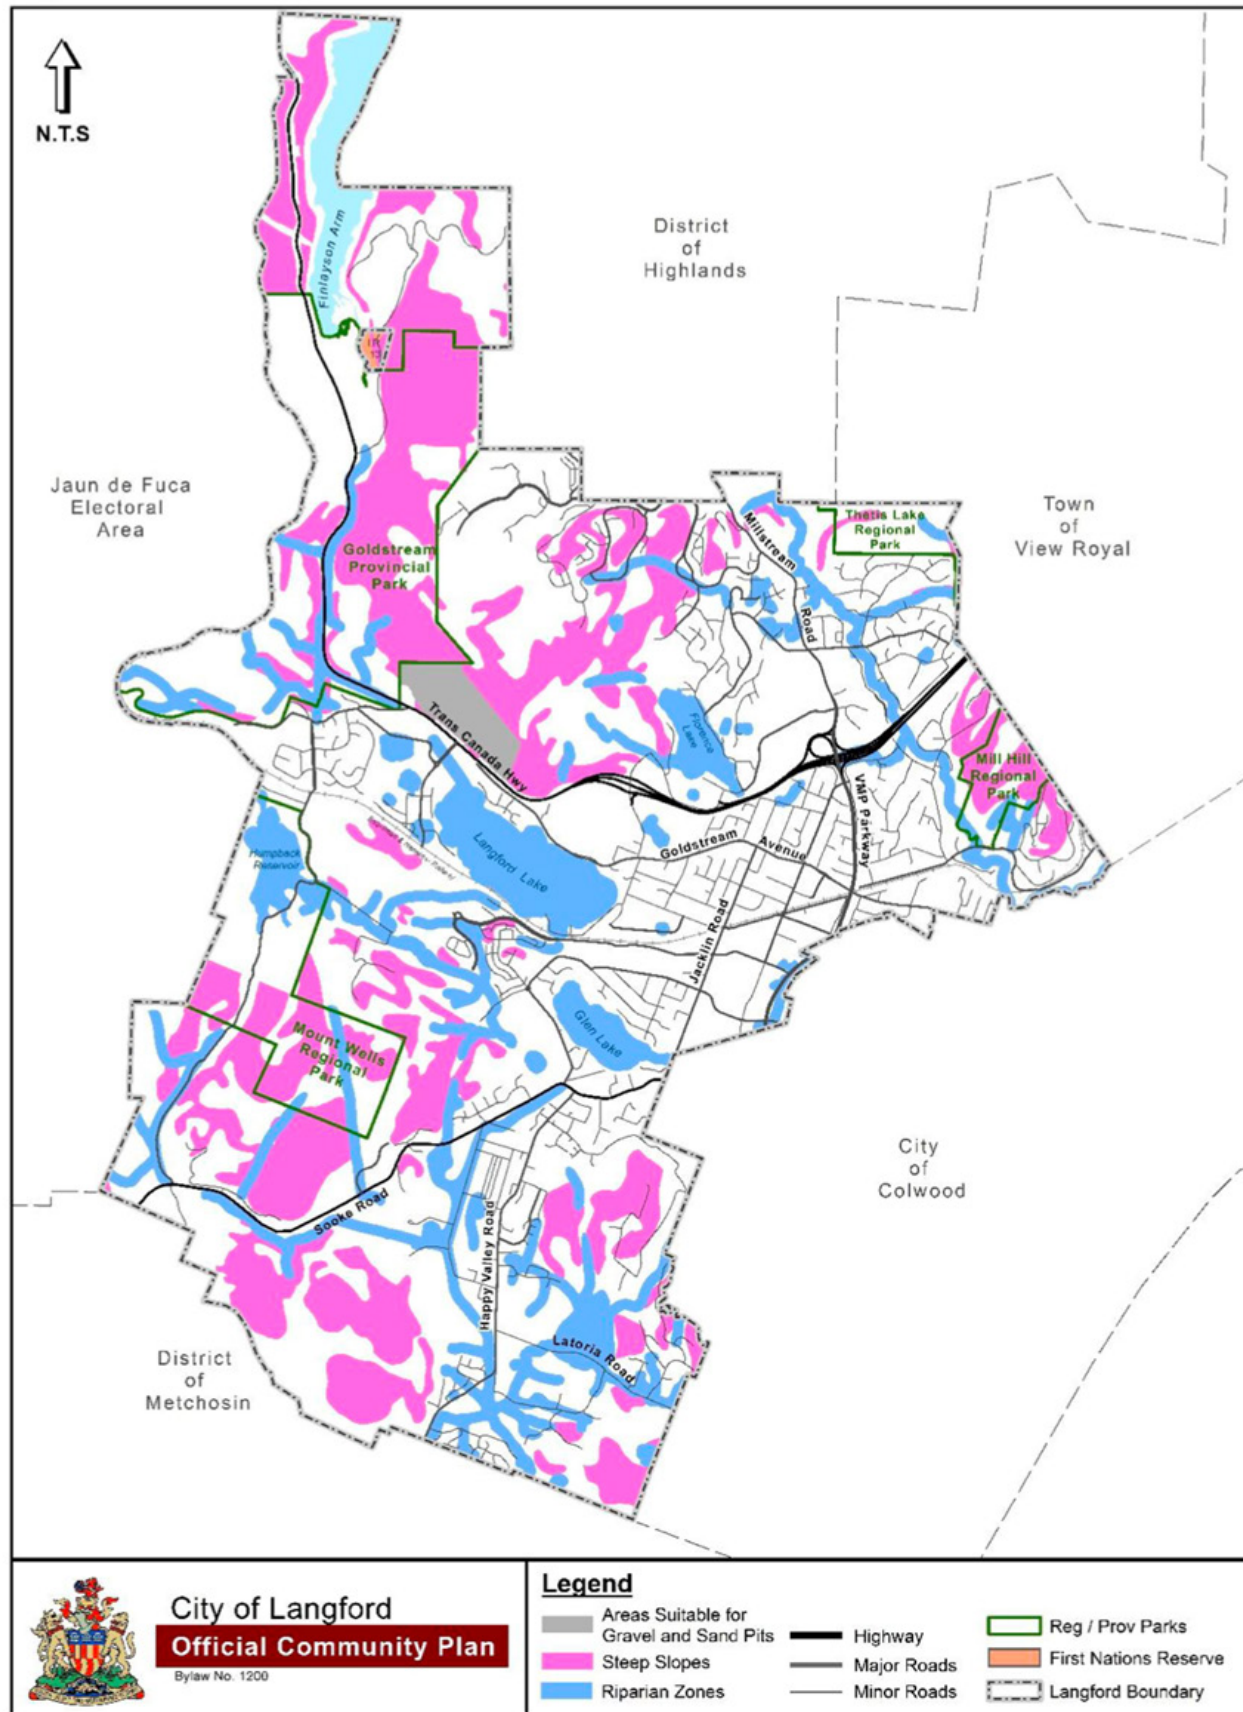 N.T.S
Finlayson Arm
District
of
Highlands
Jaun de Fuca
Electoral
Area
Goldstream
Provincial
Park
Millstream
Road
Thetis Lake
Regional
Park
Town
of
View Royal
Trans Canada Hwy
Florence
Lake
Mill Hill
Regional
Park
VMP Parkway
Goldstream
Avenue
Langford Lake
Humpback
Reservoir
Jacklin Road
Glen Lake
Mount Wells
Regional
Park
City
of
Colwood
Sooke Road
Happy Valley Road
Latoria Road
District
of
Metchosin
City of Langford
Official Community Plan
Bylaw No. 1200
Legend
Areas Suitable for
Gravel and Sand Pits
Steep Slopes
Riparian Zones
Highway
Major Roads
Minor Roads
Reg / Prov Parks
First Nations Reserve
Langford Boundary